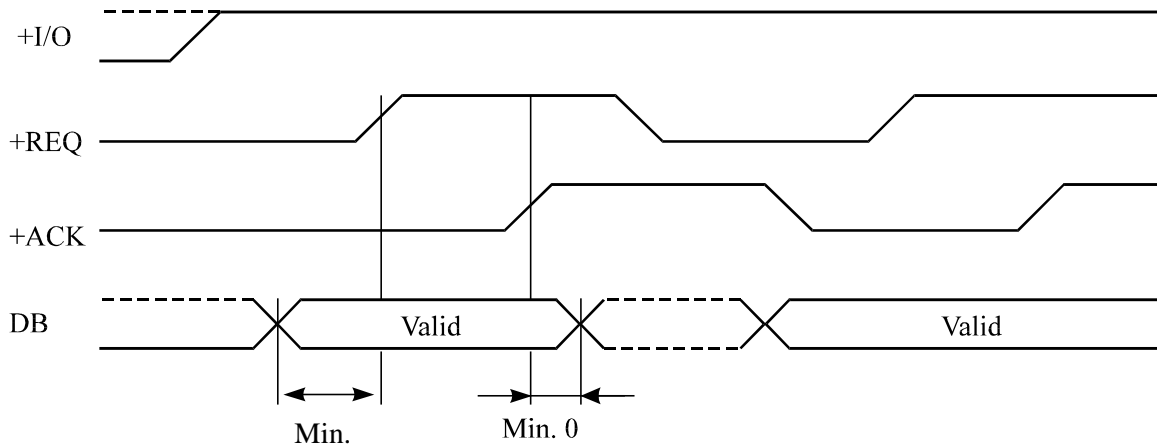 +I/O
+REQ
+ACK
DB
Valid
Valid
Min.
Min. 0